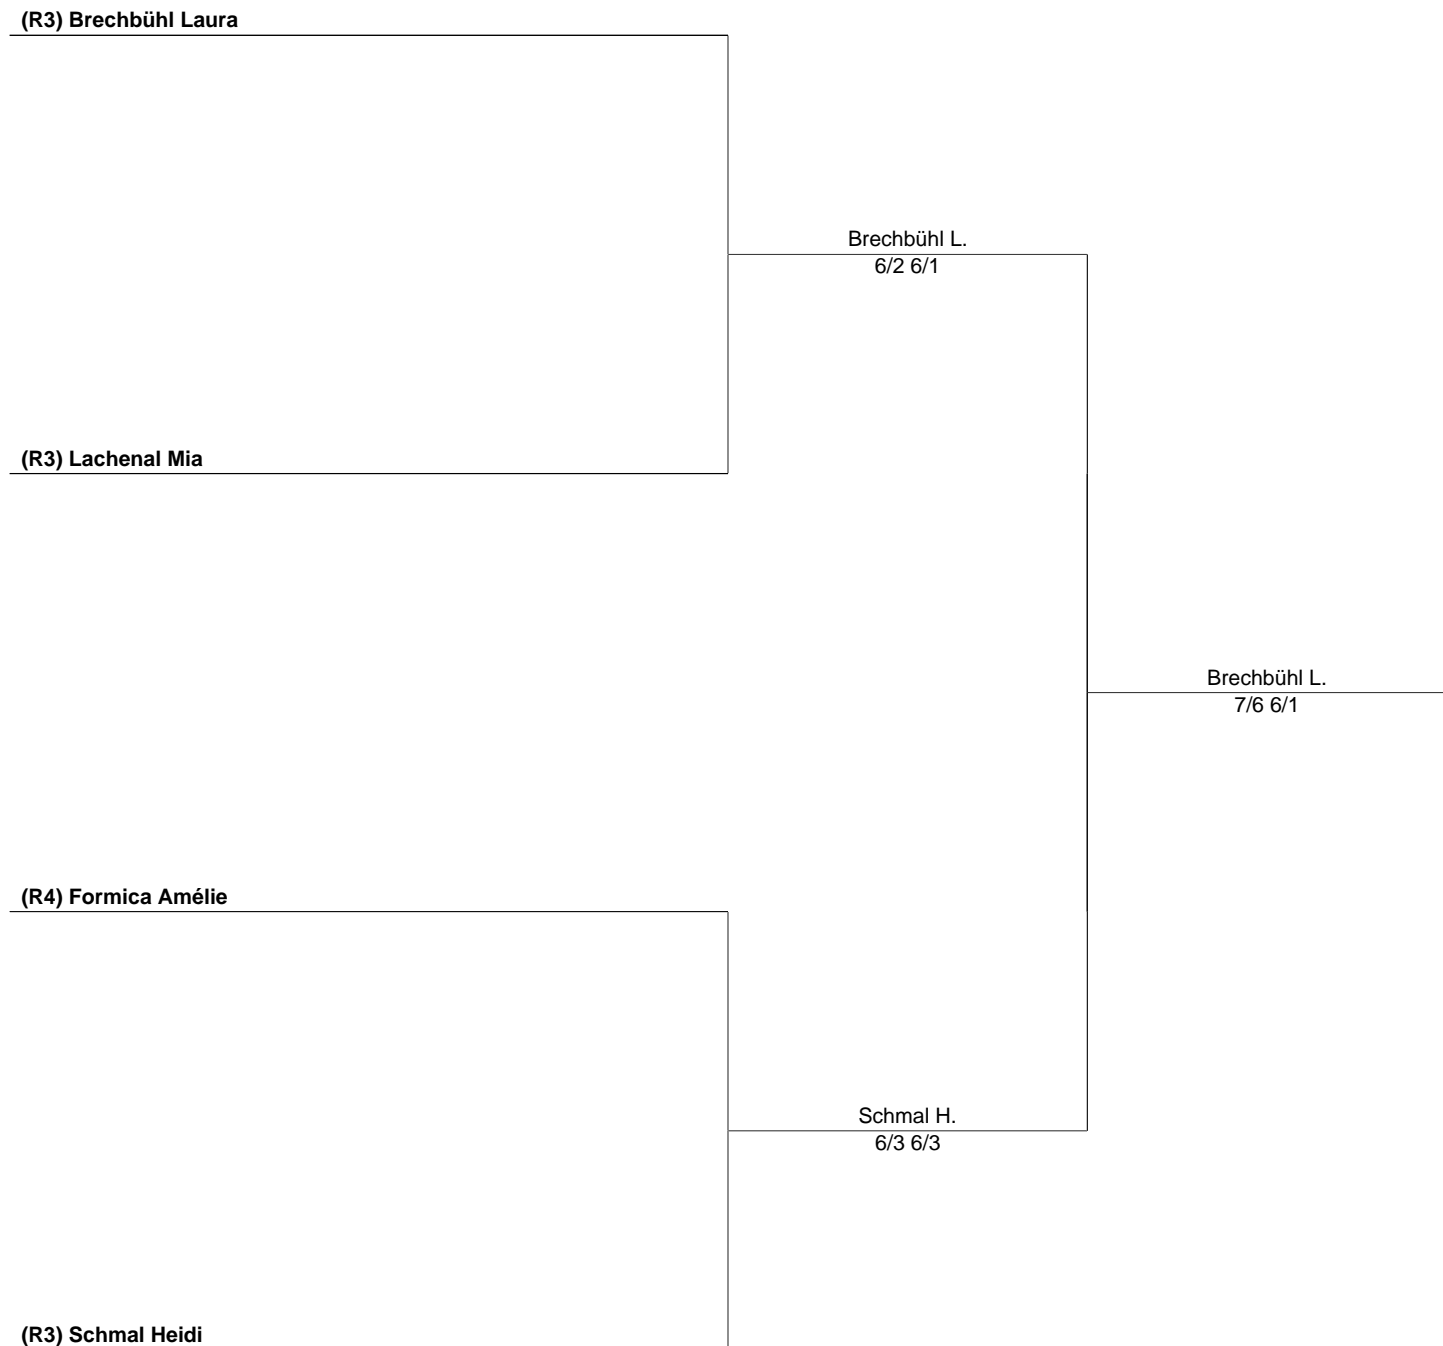 (R3) Brechbühl Laura
Brechbühl L.
6/2 6/1
(R3) Lachenal Mia
Brechbühl L.
7/6 6/1
(R4) Formica Amélie
Schmal H.
6/3 6/3
(R3) Schmal Heidi